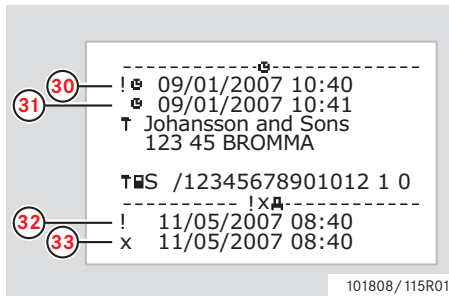 30 ! 09/01/2007 10:40
31 09/01/2007 10:41
Johansson and Sons
123 45 BROMMA
S /12345678901012 1 0
---------- !x------------
32 ! 11/05/2007 08:40
33 x 11/05/2007 08:40
101808/115R01